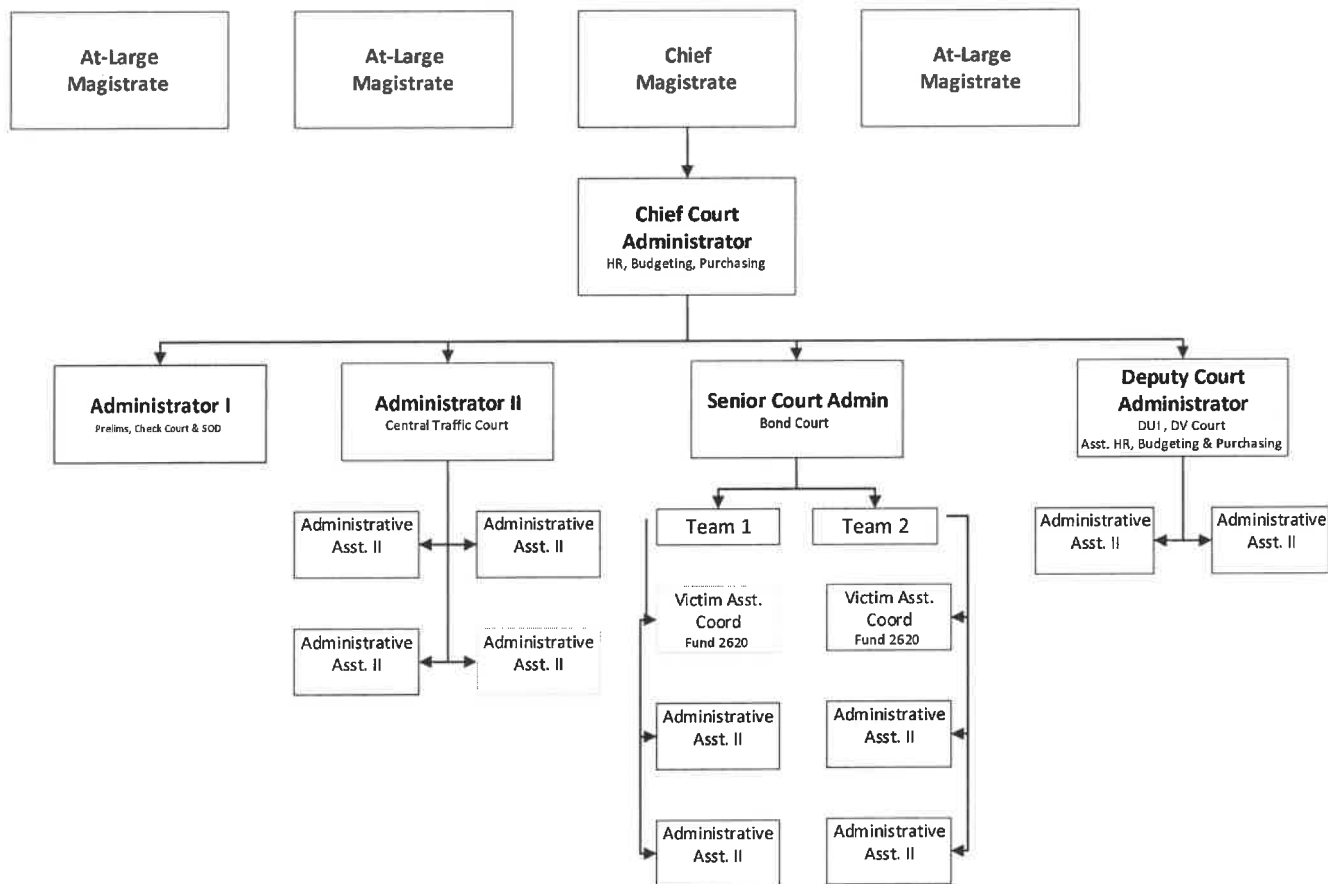 At-Large
Magistrate
At-Large
Magistrate
Chief
Magistrate
At-Large
Magistrate
Chief Court
Administrator
HR, Budgeting, Purchasing
Administrator I
Prelims, Check Court & SOD
Administrator II
Central Traffic Court
Senior Court Admin
Bond Court
Deputy Court
Administrator
DUI , DV Court
Asst. HR, Budgeting & Purchasing
Administrative
Asst. II
Administrative
Asst. II
Team 1
Team 2
Administrative
Asst. II
Administrative
Asst. II
Victim Asst.
Coord
Fund 2620
Victim Asst.
Coord
Fund 2620
Administrative
Asst. II
Administrative
Asst. II
Administrative
Asst. II
Administrative
Asst. II
Administrative
Asst. II
Administrative
Asst. II